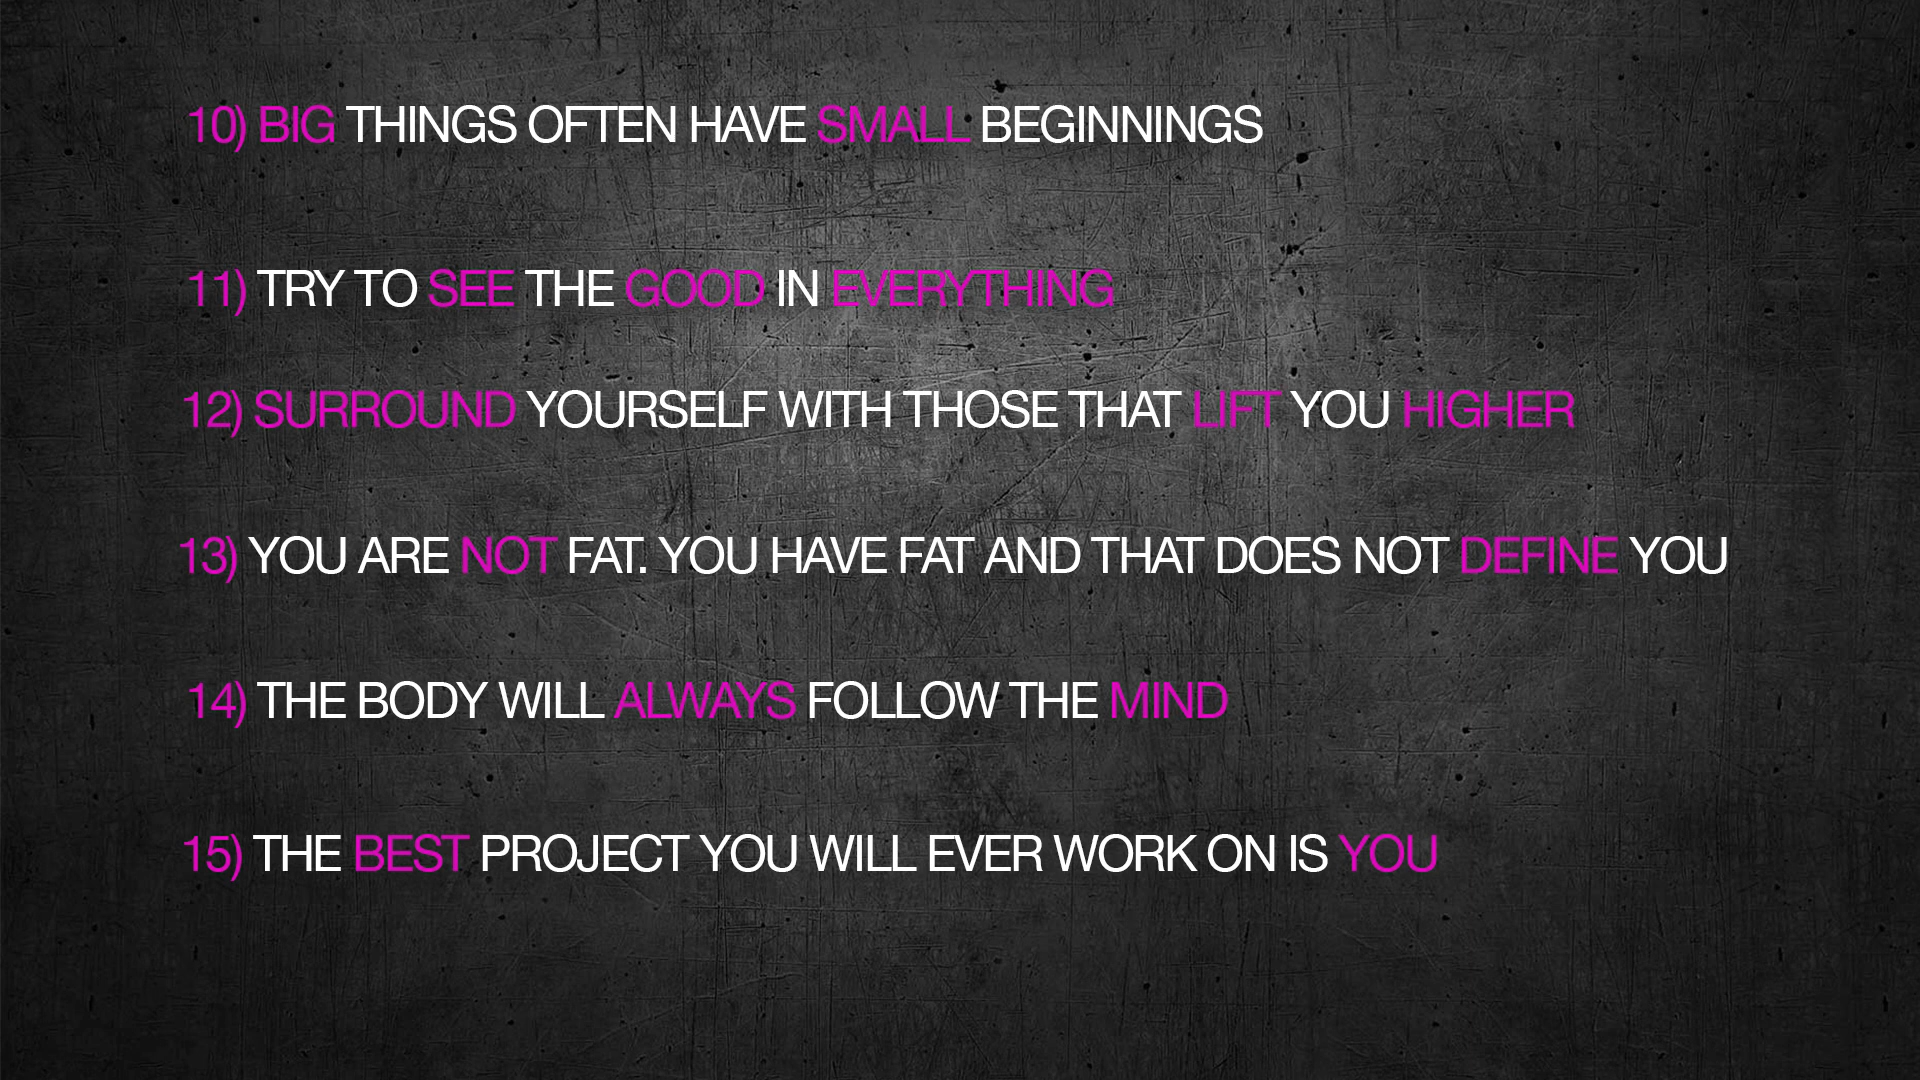 10) BIG THINGS OFTEN HAVE SMALL BEGINNINGS
11) TRY TO SEE THE GOOD IN EVERYTHING
12) SURROUND YOURSELF WITH THOSE THAT LIFT YOU HIGHER
13) YOU ARE NOT FAT. YOU HAVE FAT AND THAT DOES NOT DEFINE YOU
14) THE BODY WILL ALWAYS FOLLOW THE MIND
15) THE BEST PROJECT YOU WILL EVER WORK ON IS YOU